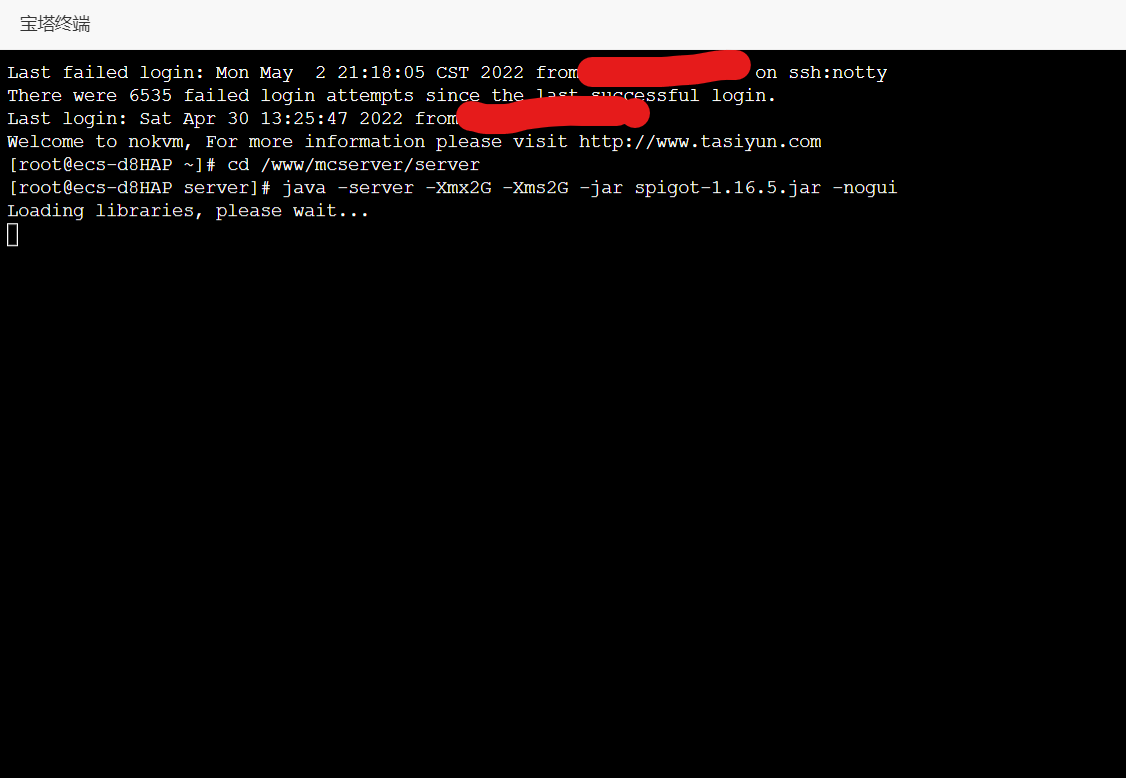 宝塔终端
Last failed login: Mon May  2 21:18:05 CST 2022 from on ssh:notty
There were 6535 failed login attempts since the last successful login.
Last login: Sat Apr 30 13:25:47 2022 from
Welcome to nokvm, For more information please visit http://www.tasiyun.com
[root@ecs-d8HAP ~]# cd /www/mcserver/server
[root@ecs-d8HAP server]# java -server -Xmx2G -Xms2G -jar spigot-1.16.5.jar -nogui
Loading libraries, please wait...